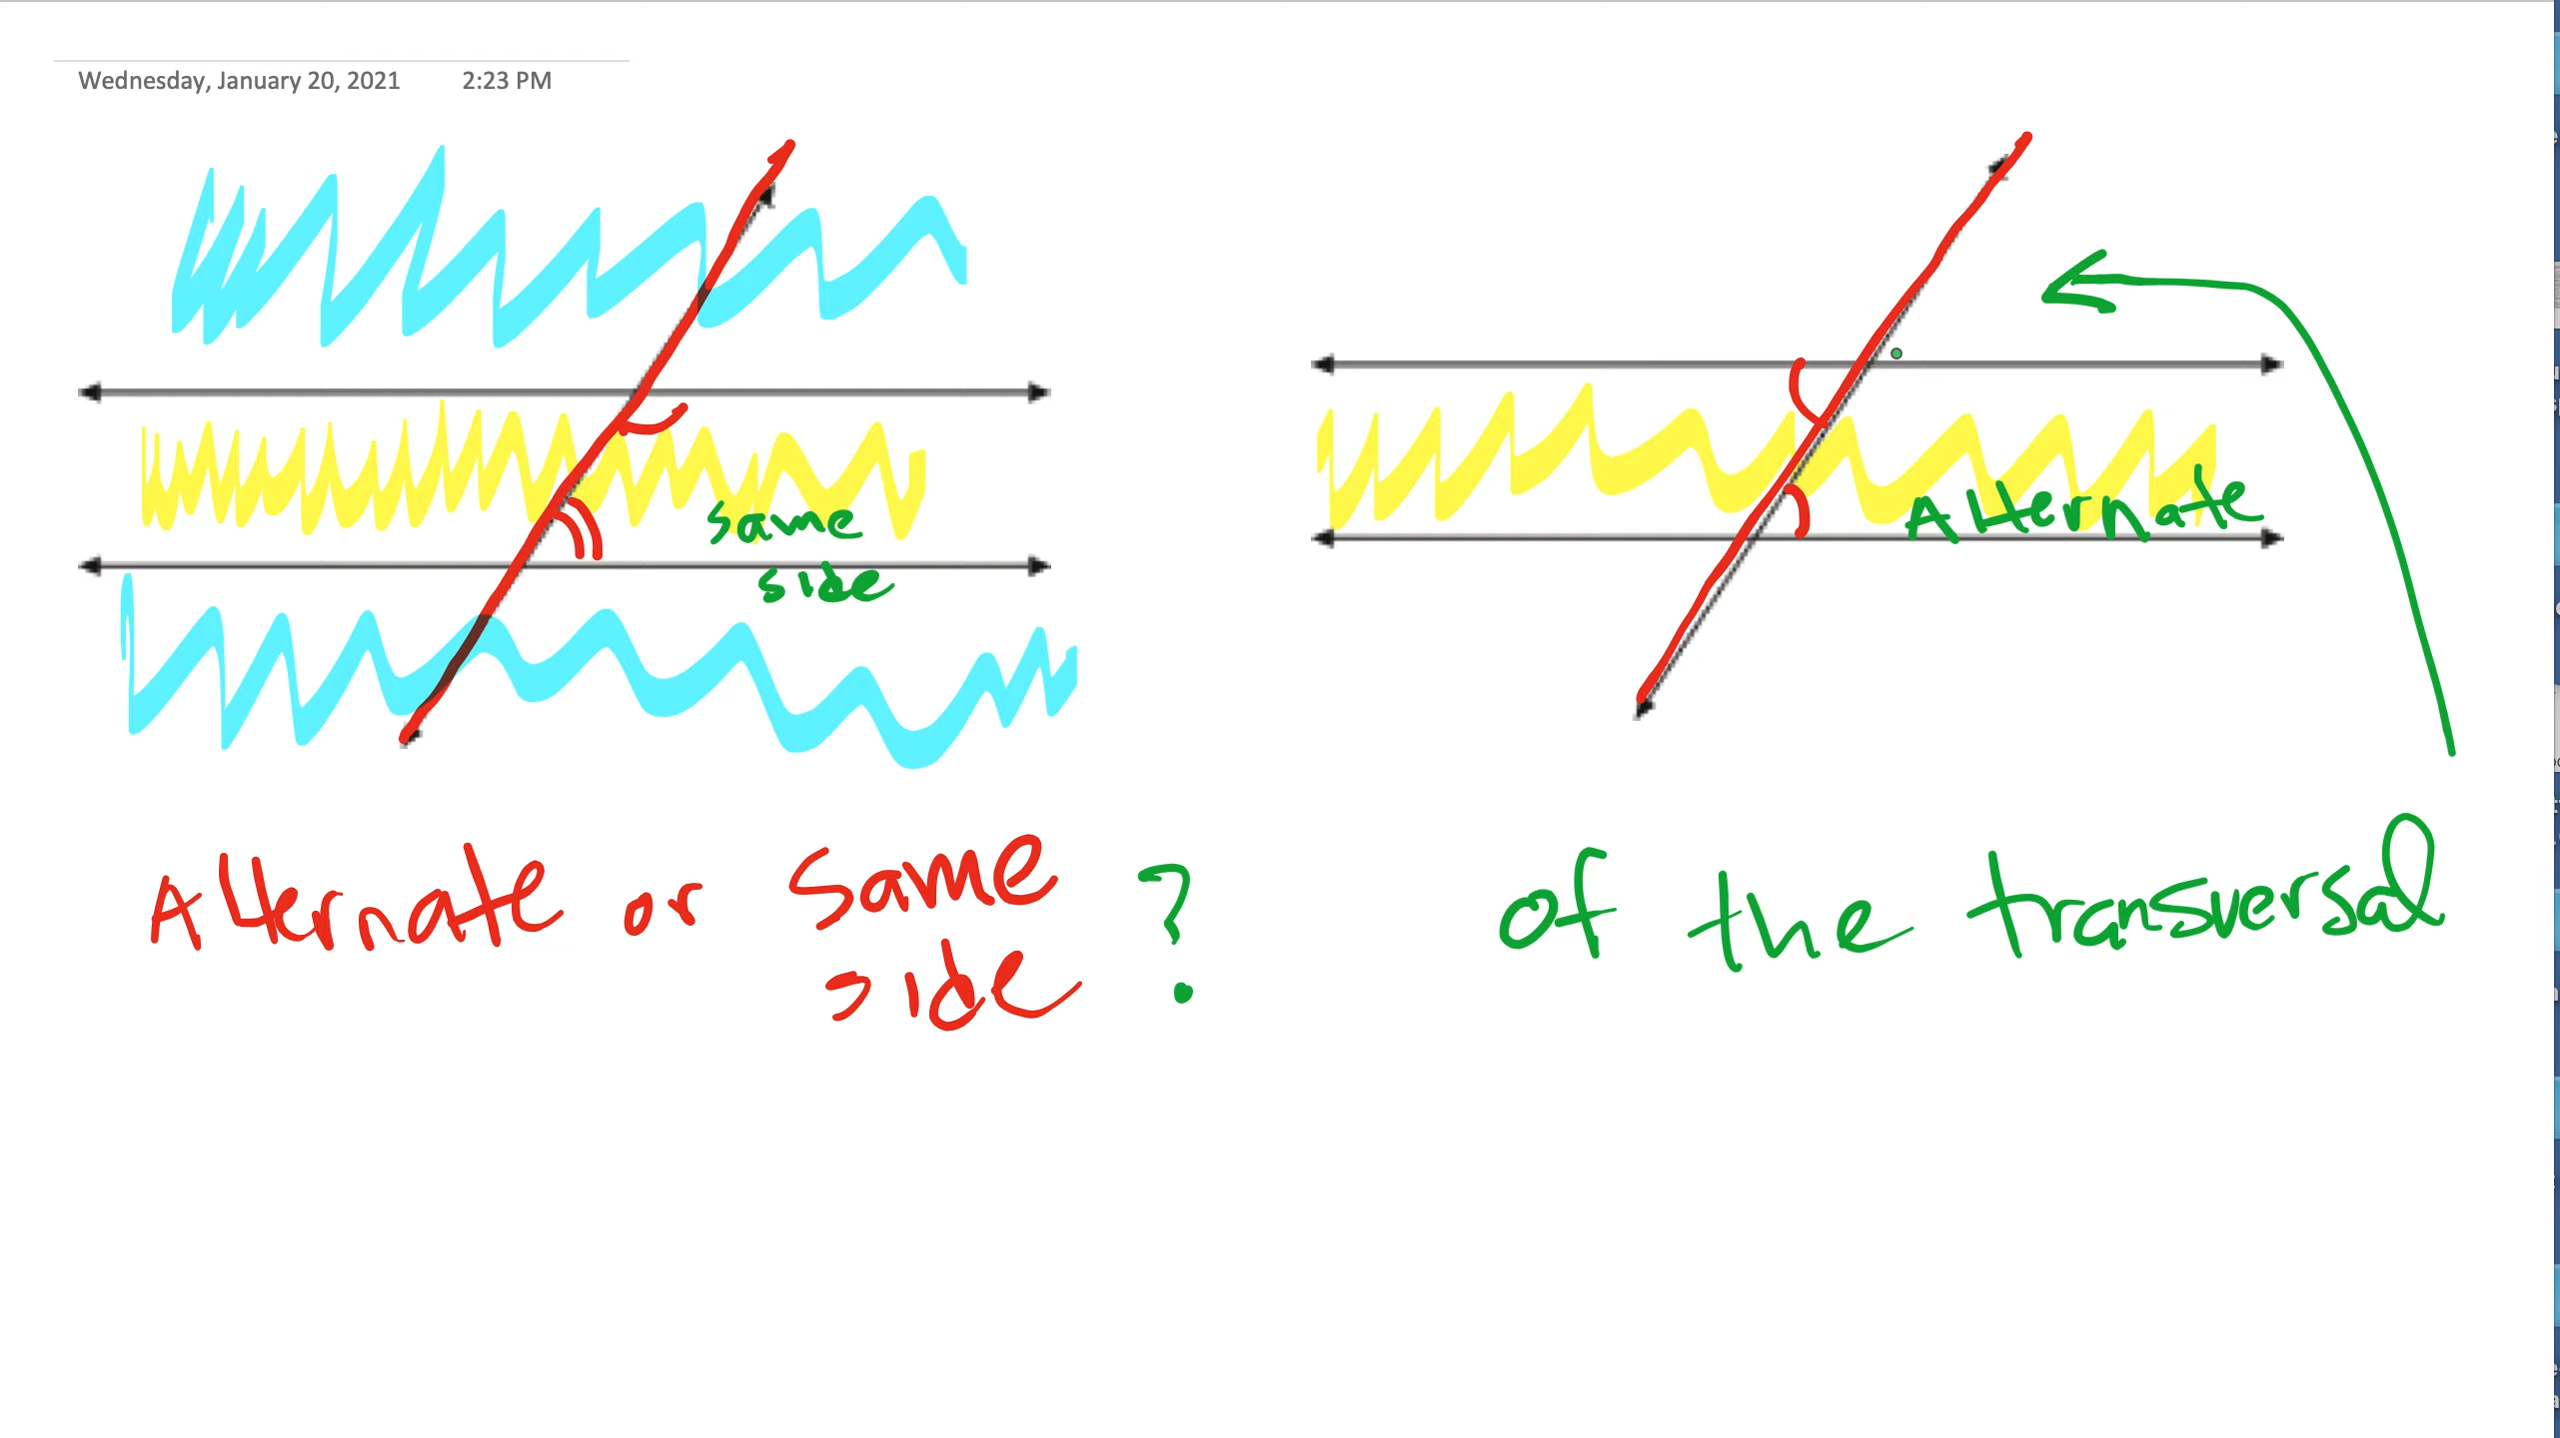 Wednesday, January 20, 2021 2:23 PM
same
side
Alternate
Alternate or same
side ?
of the transversal